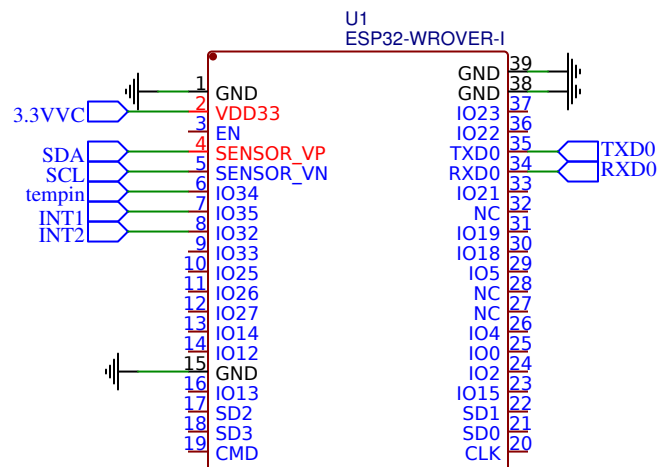 U1
ESP32-WROVER-I
1 GND
3.3VVC 2 VDD33
3 EN
SDA 4 SENSOR_VP
SCL 5 SENSOR_VN
tempin 6 IO34
INT1 7 IO35
INT2 8 IO32
9 IO33
10 IO25
11 IO26
12 IO27
13 IO14
14 IO12
15 GND
16 IO13
17 SD2
18 SD3
19 CMD
GND 39
GND 38
IO23 37
IO22 36
TXD0 35 TXD0
RXD0 34 RXD0
IO21 33
NC 32
IO19 31
IO18 30
IO5 29
NC 28
NC 27
IO4 26
IO0 25
IO2 24
IO15 23
SD1 22
SD0 21
CLK 20